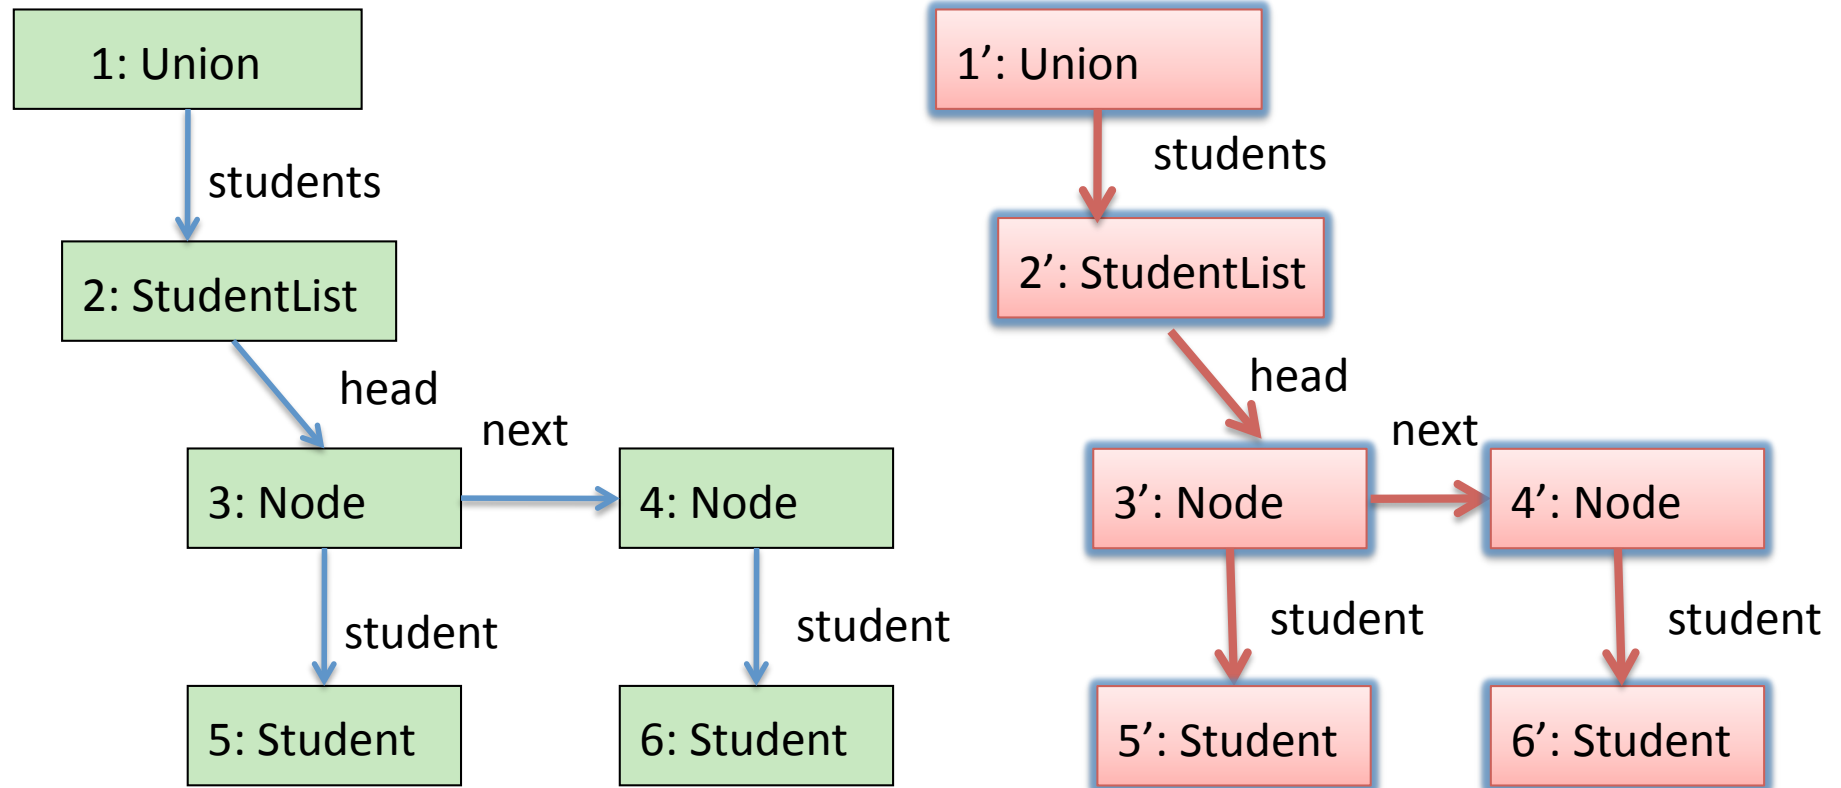 1: Union
students
2: StudentList
head
next
3: Node
4: Node
student
student
5: Student
6: Student
1’: Union
students
2’: StudentList
head
next
3’: Node
4’: Node
student
student
5’: Student
6’: Student